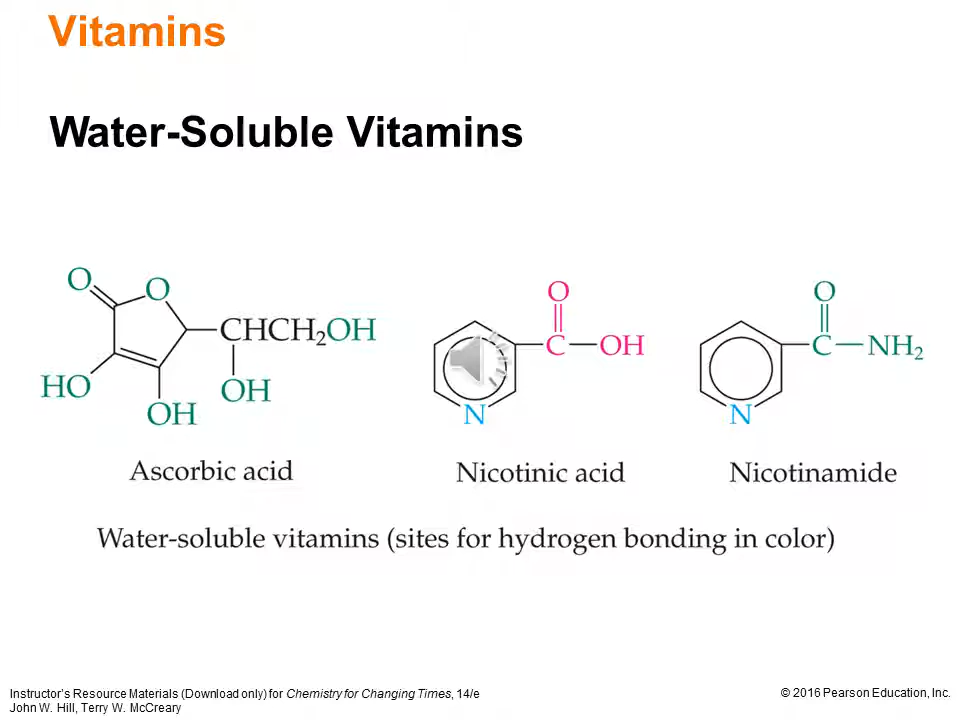 Vitamins
Water-Soluble Vitamins
O
O
CHCH₂OH
HO
OH
OH
O
C
OH
N
O
C
NH₂
N
Ascorbic acid
Nicotinic acid
Nicotinamide
Water-soluble vitamins (sites for hydrogen bonding in color)
Instructor's Resource Materials (Download only) for Chemistry for Changing Times, 14/e
John W. Hill, Terry W. McCreary
© 2016 Pearson Education, Inc.